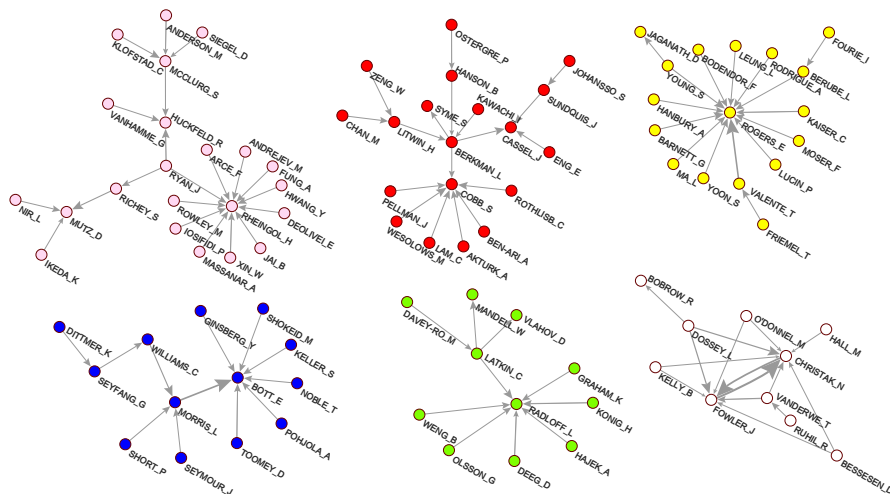 SIEGEL_D
ANDERSON_M
KLOFSTAD_C
MCCLURG_S
HUCKFELD_R
VANHAMME_G
RYAN_J
RICHEY_S
NIR_L
MUTZ_D
IKEDA_K
ARCE_F
ANDREJEV_M
FUNG_A
HWANG_Y
DEOLIVEI_E
RHEINGOL_H
ROWLEY_M
IOSIFIDI_P
JAI_B
XIN_W
MASSANAR_A
OSTERGRE_P
ZENG_W
HANSON_B
JOHANSSO_S
SUNDQUIS_J
KAWACHI_I
SYME_S
CHAN_M
LITWIN_H
CASSEL_J
BERKMAN_L
ENG_E
COBB_S
PELLMAN_J
ROTHUSB_C
WESOLOWS_M
LAM_C
BEN-ARI_A
AKTURK_A
JAGANATH_D
BODENDOR_F
LEUNG_L
RODRIGUE_A
FOURIE_I
BERUBE_L
YOUNG_S
HANBURY_A
ROGERS_E
KAISER_C
BARNETT_G
MOSER_F
MA_L
YOON_S
LUCIN_P
VALENTE_T
FRIEMEL_T
DITTMER_K
WILLIAMS_C
SEYFANG_G
GINSBERG_Y
SHOKEID_M
KELLER_S
BOTT_E
NOBLE_T
MORRIS_L
POHJOLA_A
SHORT_P
SEYMOUR_J
TOOMEY_D
DAVEY-RO_M
MANDELL_W
VLAHOV_D
LATKIN_C
GRAHAM_K
RADLOFF_L
KONIG_H
WENG_B
OLSSON_G
DEEG_D
HAJEK_A
BOBROW_R
DOSSEY_L
O'DONNEL_M
HALL_M
CHRISTAK_N
KELLY_B
FOWLER_J
VANDERWE_T
RUHIL_R
BESSESEN_D